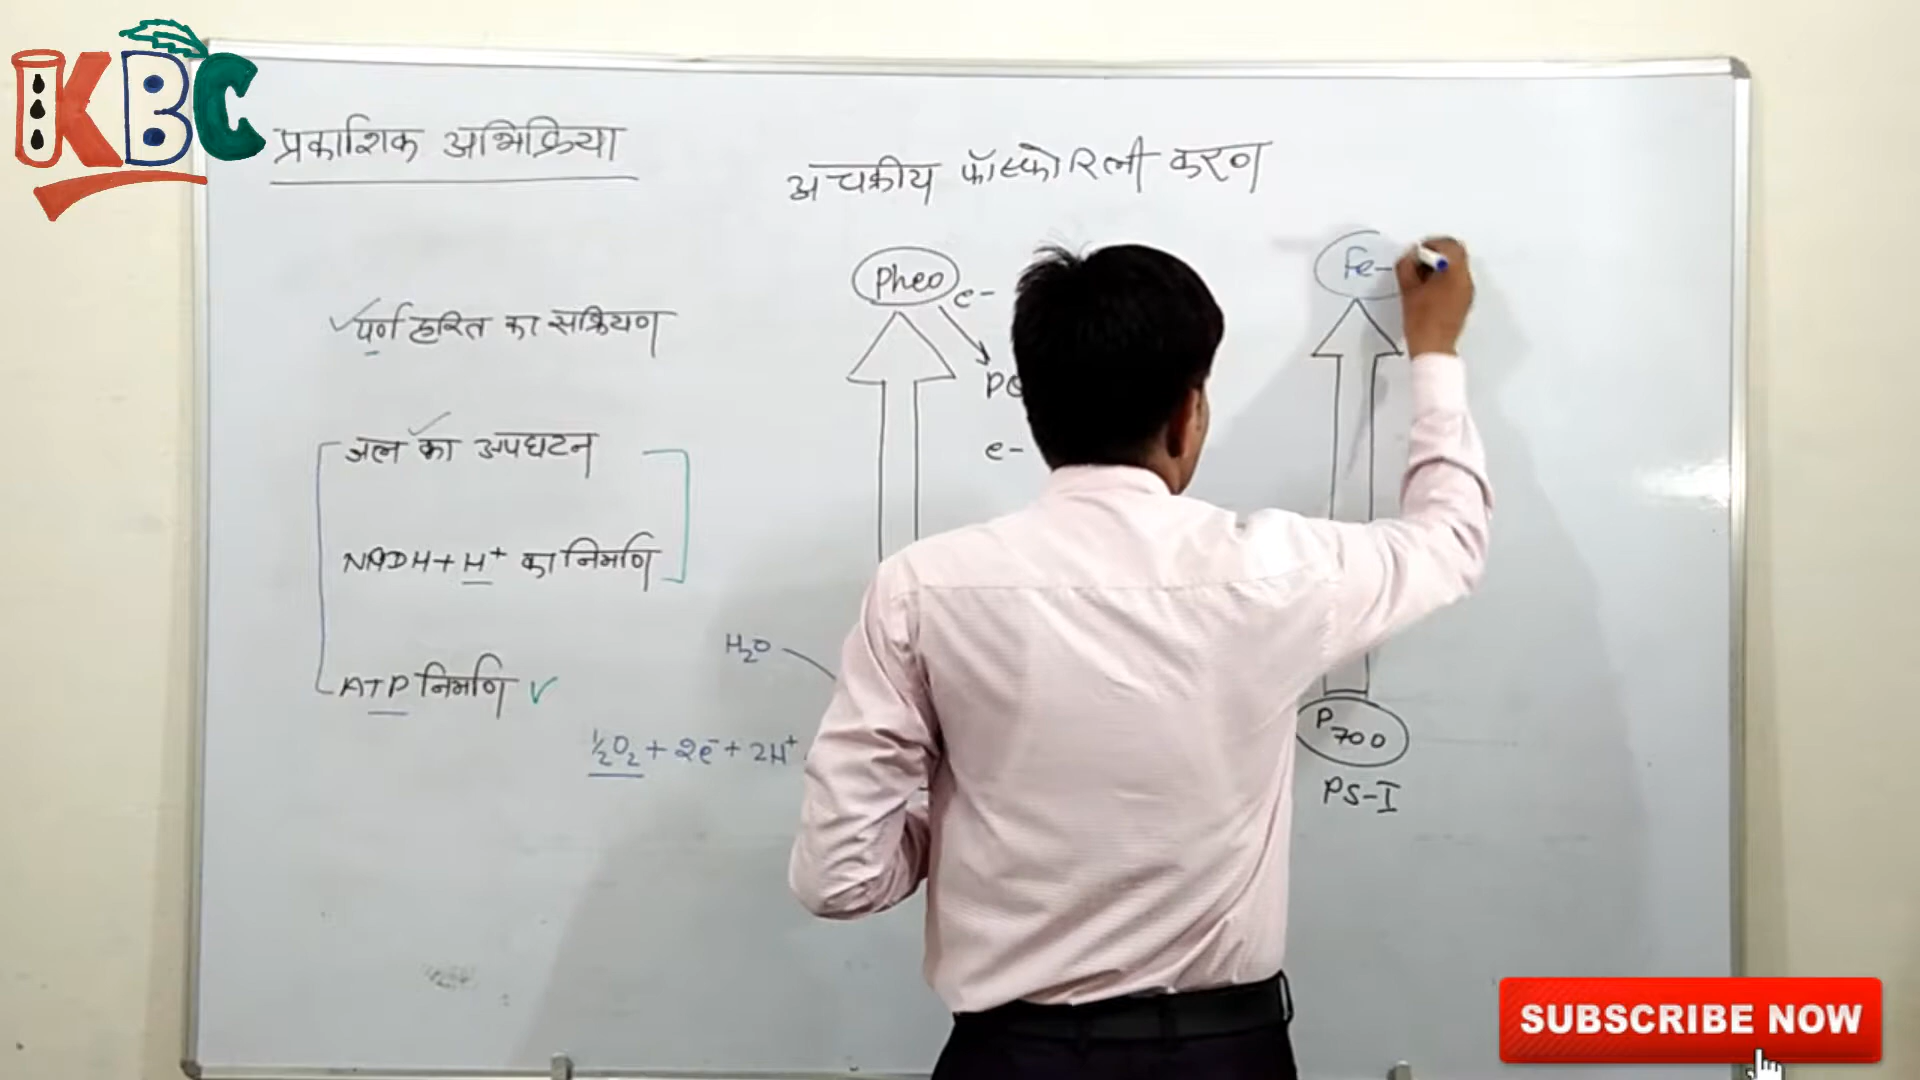 KBC
प्रकाशिक अभिक्रिया
अचक्रीय फॉस्फोरिली करण
Pheo
e-
Fe-
पर्णहरित का सक्रियण
e-
जल का अपघटन
NADH+H⁺ का निर्माण
H₂O
ATP निर्माण
½O₂ + 2e⁻ + 2H⁺
P700
PS-I
SUBSCRIBE NOW